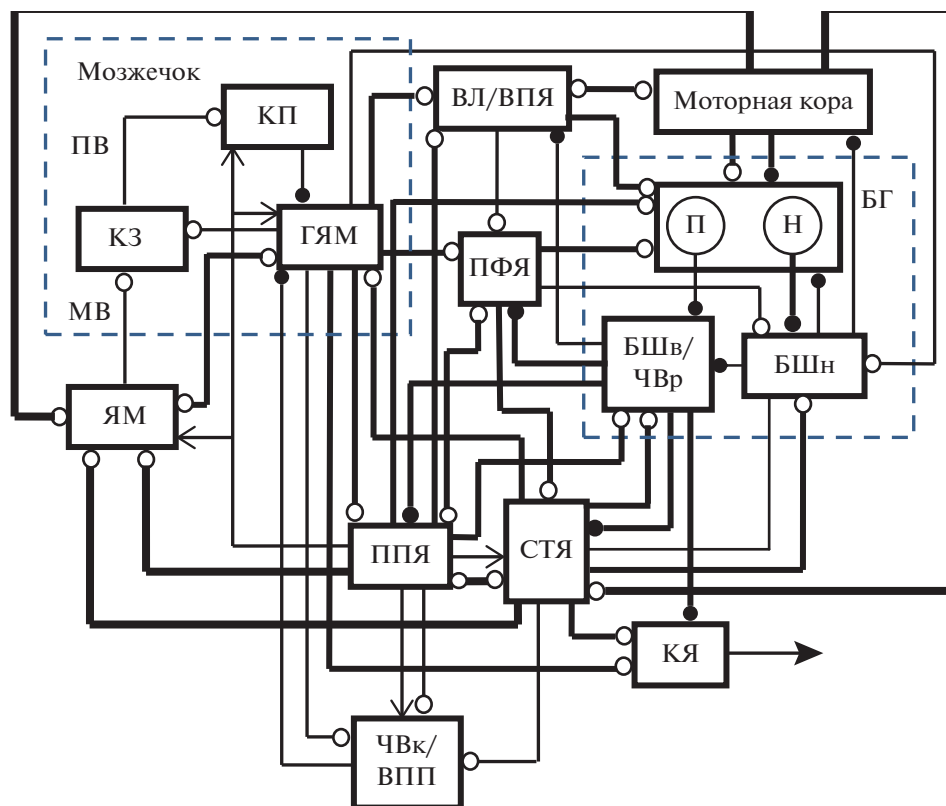 Мозжечок
КП
ПВ
КЗ
ГЯМ
МВ
ЯМ
ВЛ/ВПЯ
Моторная кора
БГ
П
Н
ПФЯ
БШв/
ЧВр
БШн
ППЯ
СТЯ
КЯ
ЧВк/
ВПП